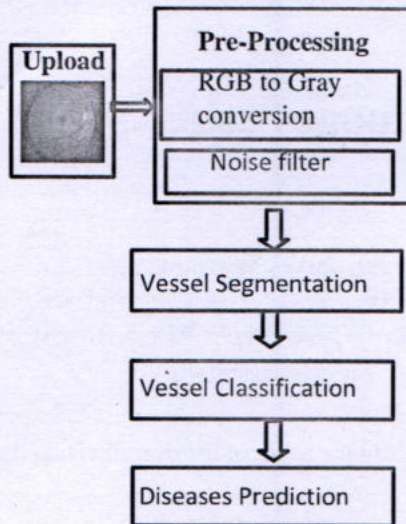 Upload
Pre-Processing
RGB to Gray
conversion
Noise filter
Vessel Segmentation
Vessel Classification
Diseases Prediction